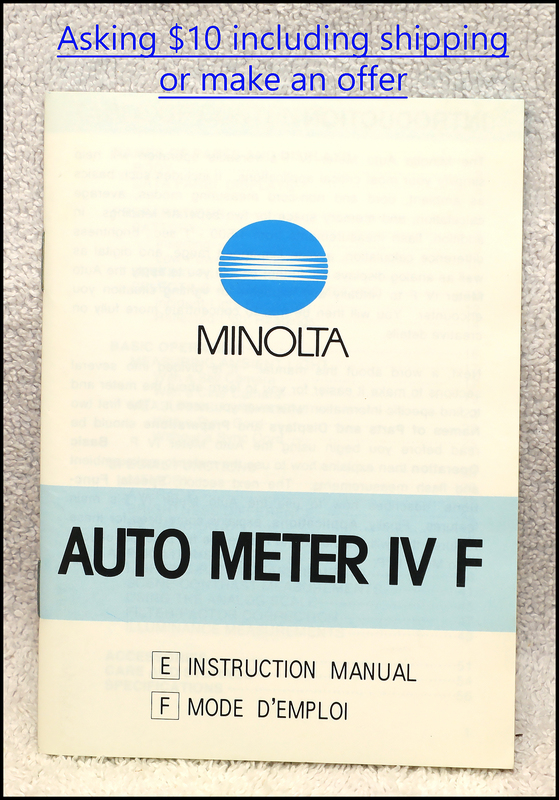 Asking $10 including shipping
or make an offer
MINOLTA
AUTO METER IV F
E INSTRUCTION MANUAL
F MODE D'EMPLOI